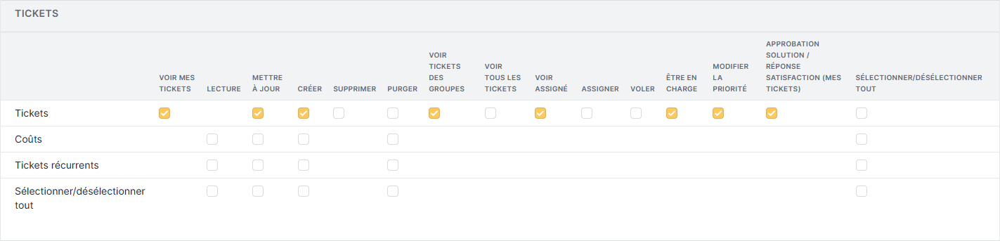 TICKETS
VOIR MES
TICKETS
LECTURE
METTRE
À JOUR
CRÉER
SUPPRIMER
PURGER
VOIR
TICKETS
DES
GROUPES
VOIR
TOUS LES
TICKETS
VOIR
ASSIGNÉ
ASSIGNER
VOLER
ÊTRE EN
CHARGE
MODIFIER
LA
PRIORITÉ
APPROBATION
SOLUTION /
RÉPONSE
SATISFACTION (MES
TICKETS)
SÉLECTIONNER/DÉSÉLECTIONNER
TOUT
Tickets
Coûts
Tickets récurrents
Sélectionner/désélectionner
tout